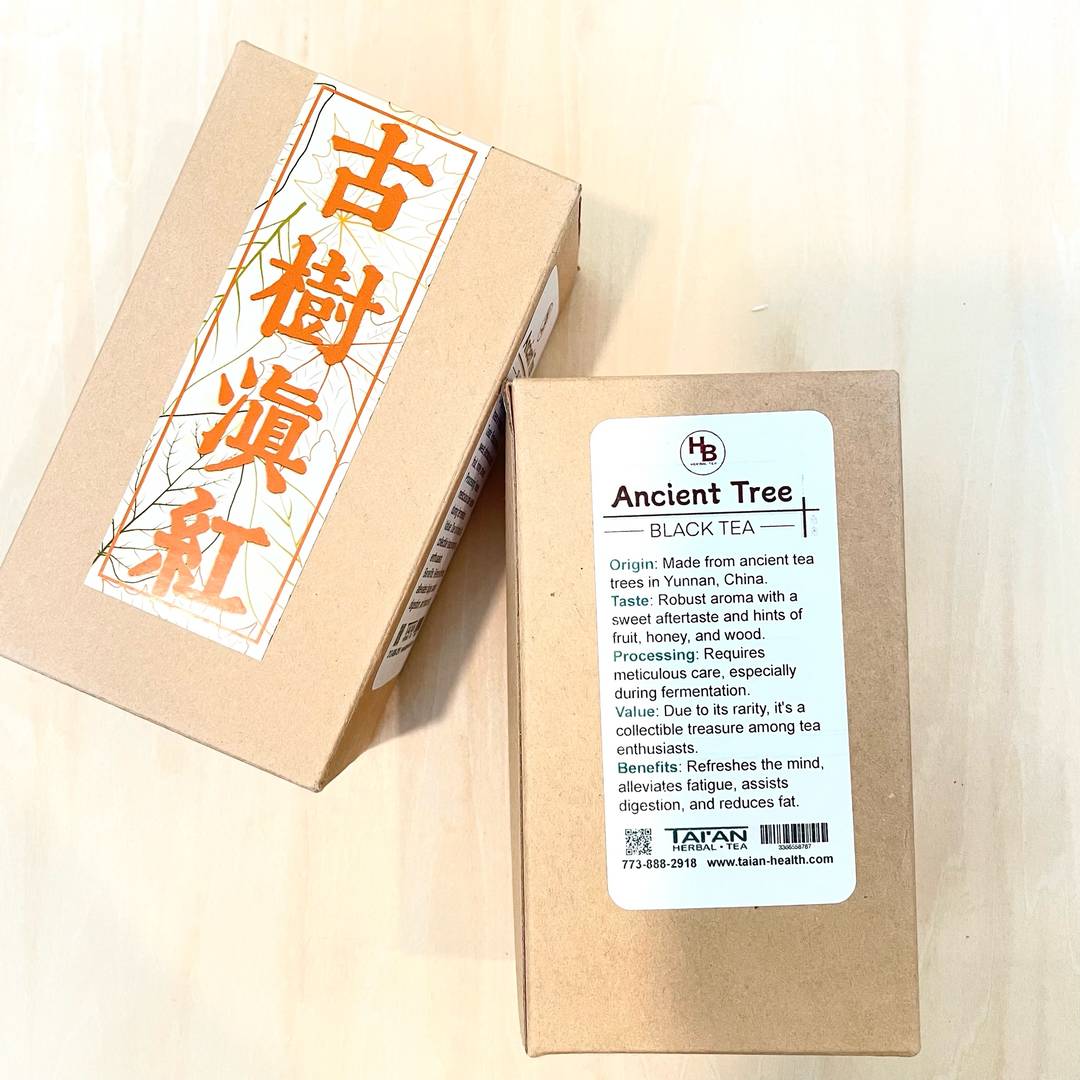 古樹滇紅
HB
HERBAL TEA
Ancient Tree
BLACK TEA
Origin: Made from ancient tea
trees in Yunnan, China.
Taste: Robust aroma with a
sweet aftertaste and hints of
fruit, honey, and wood.
Processing: Requires
meticulous care, especially
during fermentation.
Value: Due to its rarity, it's a
collectible treasure among tea
enthusiasts.
Benefits: Refreshes the mind,
alleviates fatigue, assists
digestion, and reduces fat.
TAI'AN
HERBAL · TEA
773-888-2918 www.taian-health.com